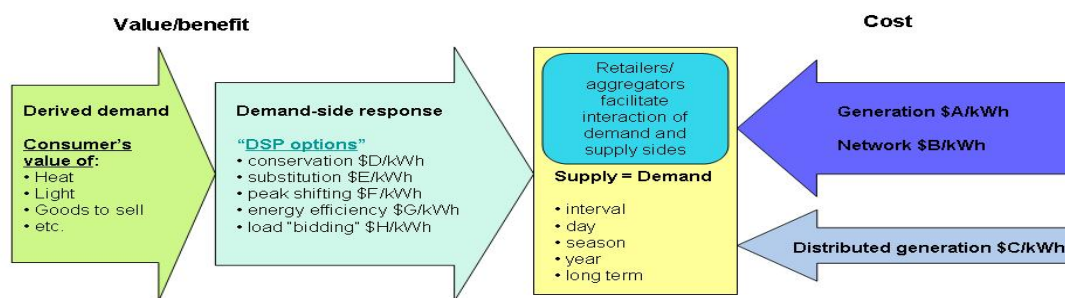 Value/benefit
Cost
Derived demand
Consumer's
value of:
• Heat
• Light
• Goods to sell
• etc.
Demand-side response
"DSP options"
• conservation $D/kWh
• substitution $E/kWh
• peak shifting $F/kWh
• energy efficiency $G/kWh
• load "bidding" $H/kWh
Retailers/
aggregators
facilitate
interaction of
demand and
supply sides
Supply = Demand
• interval
• day
• season
• year
• long term
Generation $A/kWh
Network $B/kWh
Distributed generation $C/kWh